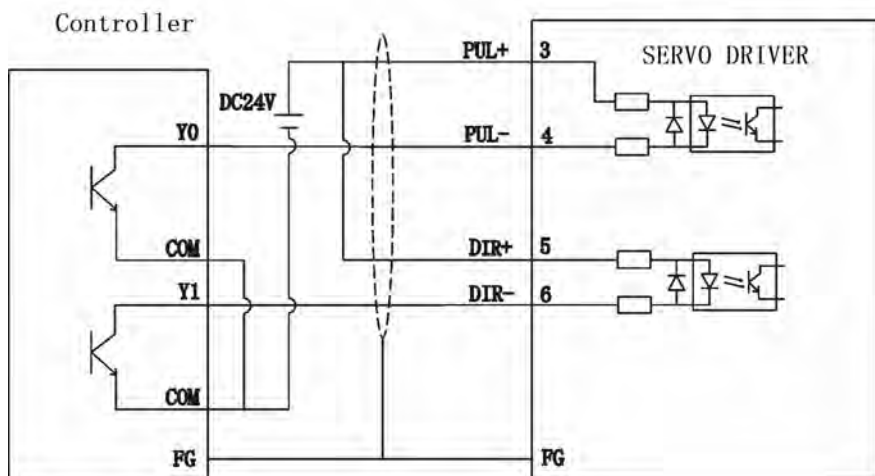 Controller
PUL+ 3
SERVO DRIVER
DC24V
Y0 PUL- 4
COM DIR+ 5
Y1 DIR- 6
COM
FG FG